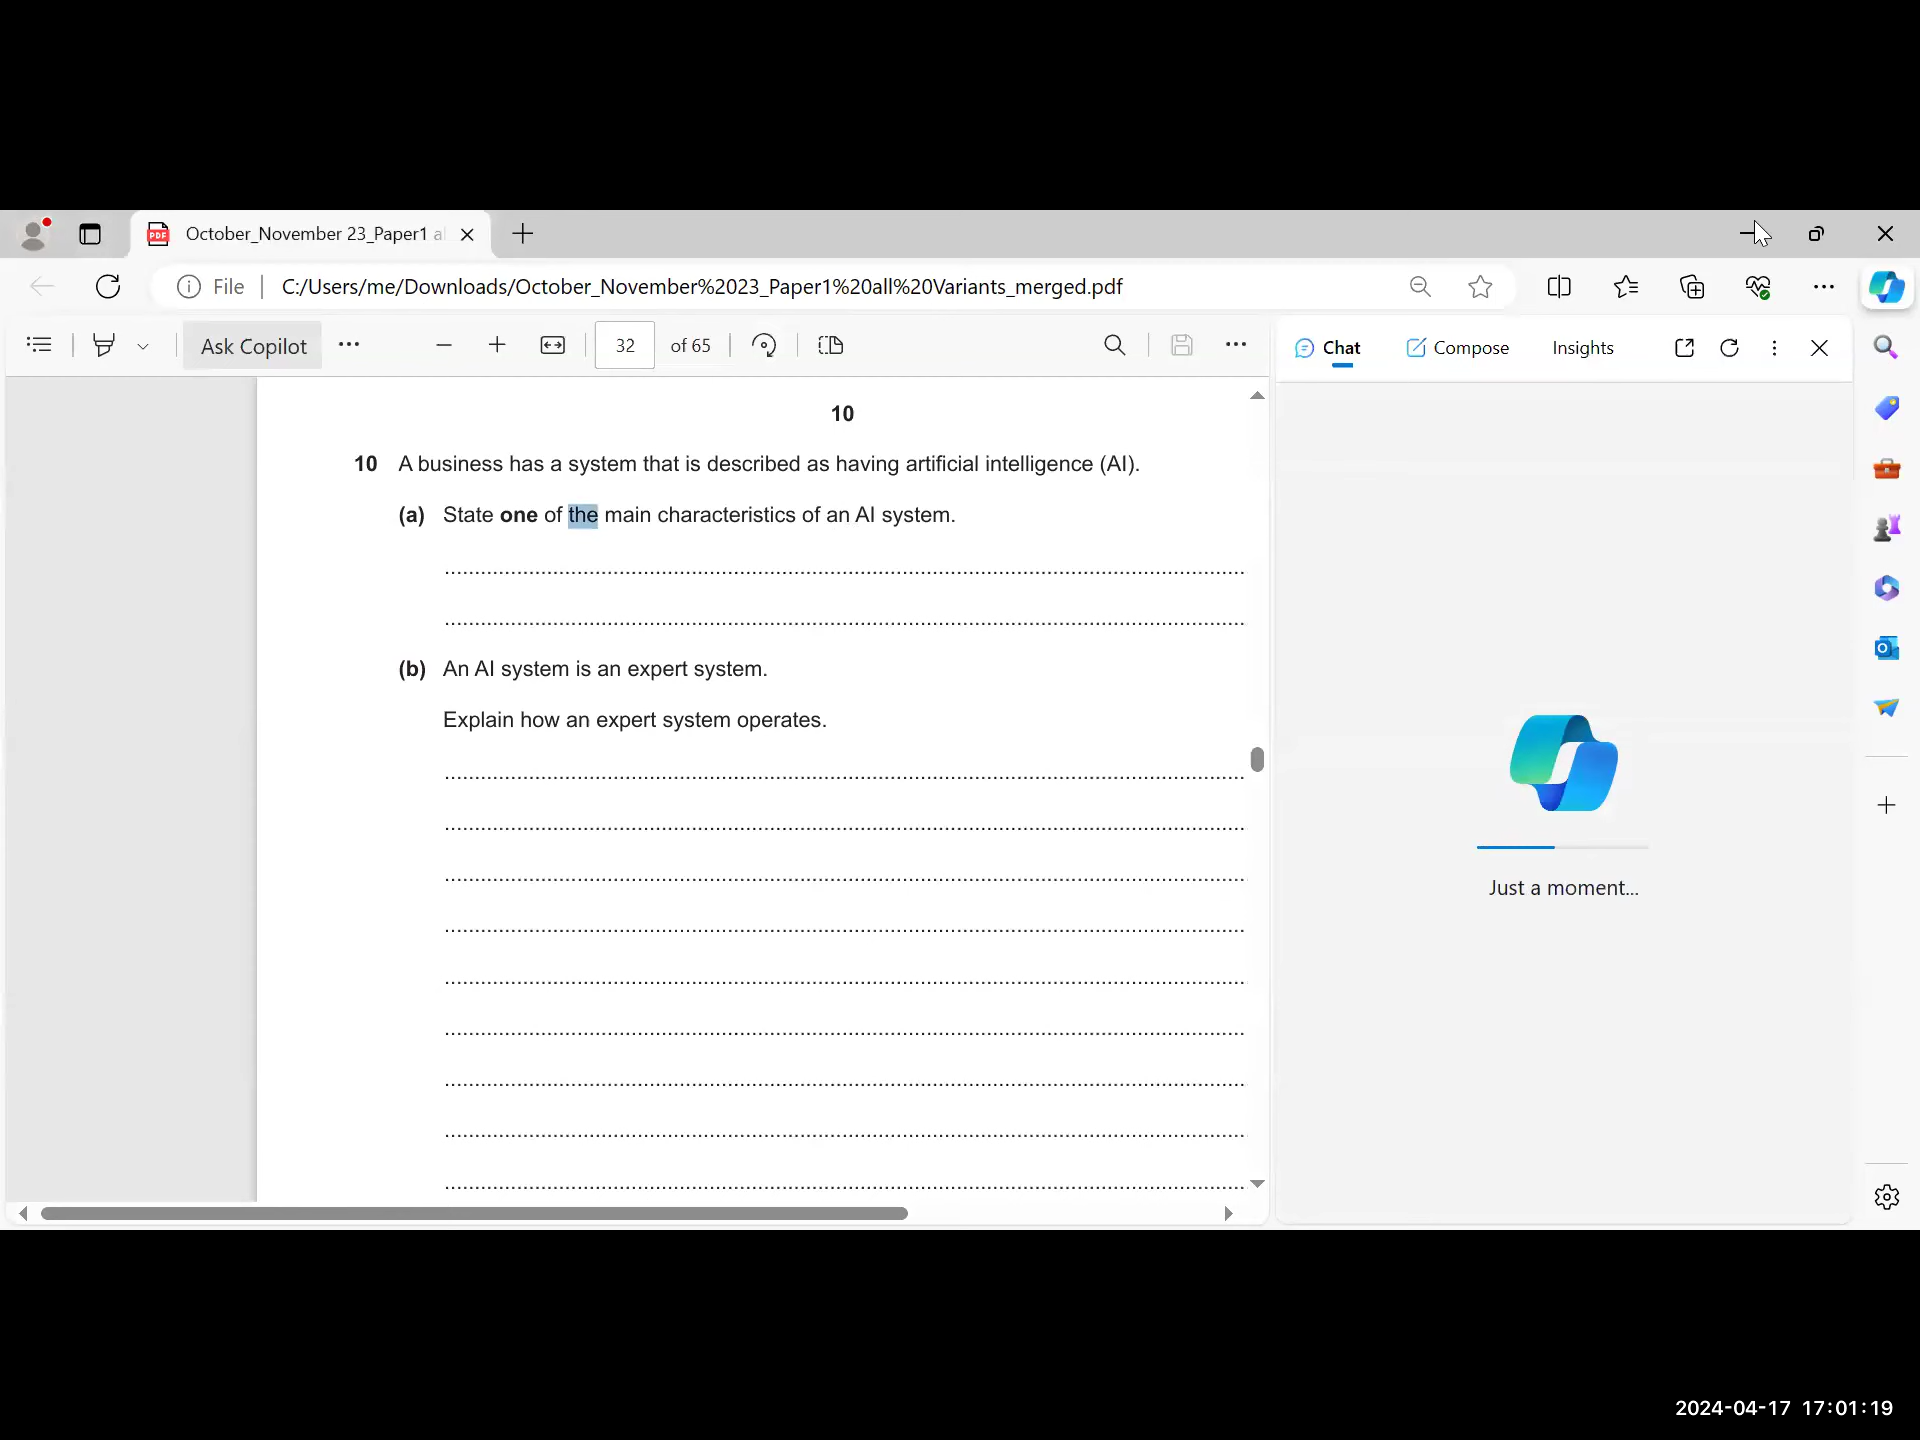 October_November 23_Paper1 a
File
C:/Users/me/Downloads/October_November%2023_Paper1%20all%20Variants_merged.pdf
Ask Copilot
32 of 65
Chat
Compose
Insights
10
10 A business has a system that is described as having artificial intelligence (AI).
(a) State one of the main characteristics of an AI system.
(b) An AI system is an expert system.
Explain how an expert system operates.
Just a moment...
2024-04-17 17:01:19